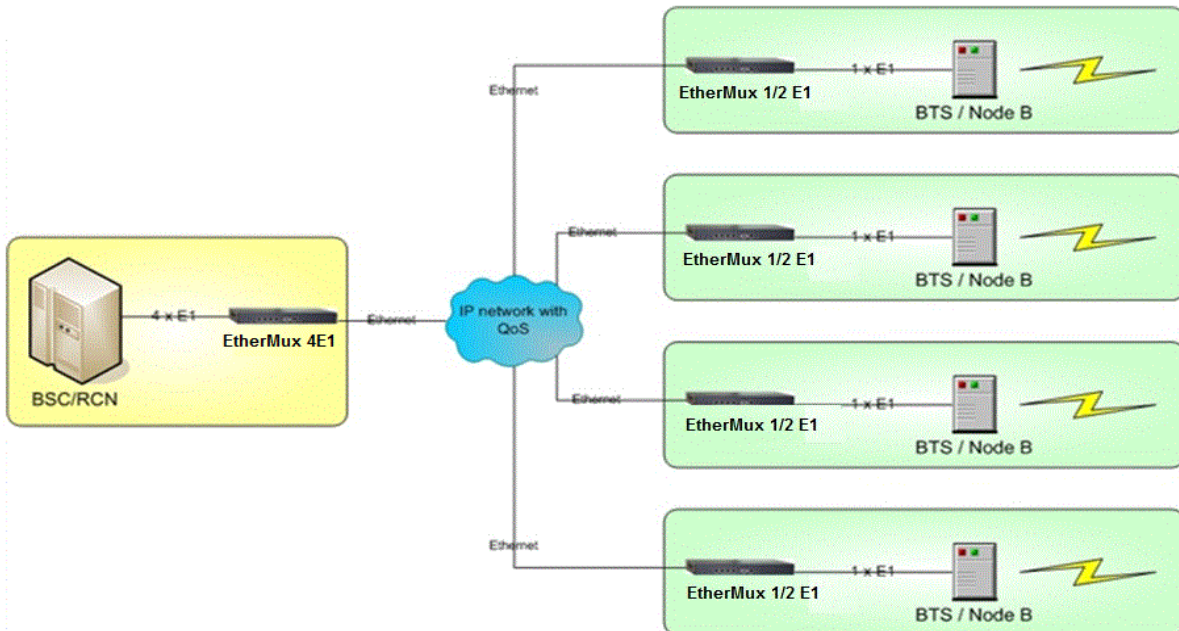 Ethernet
EtherMux 1/2 E1
1 x E1
BTS / Node B
Ethernet
EtherMux 1/2 E1
1 x E1
BTS / Node B
BSC/RCN
4 x E1
EtherMux 4E1
Ethernet
IP network with
QoS
Ethernet
EtherMux 1/2 E1
1 x E1
BTS / Node B
Ethernet
EtherMux 1/2 E1
1 x E1
BTS / Node B